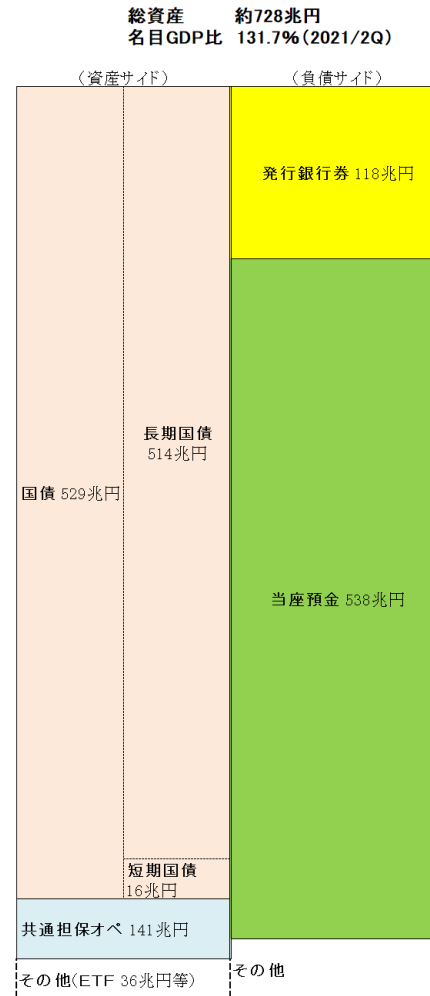 総資産 約728兆円
名目GDP比 131.7%(2021/2Q)
(資産サイド) (負債サイド)
発行銀行券 118兆円
長期国債
514兆円
国債 529兆円
当座預金 538兆円
短期国債
16兆円
共通担保オペ 141兆円
その他(ETF 36兆円等)
その他